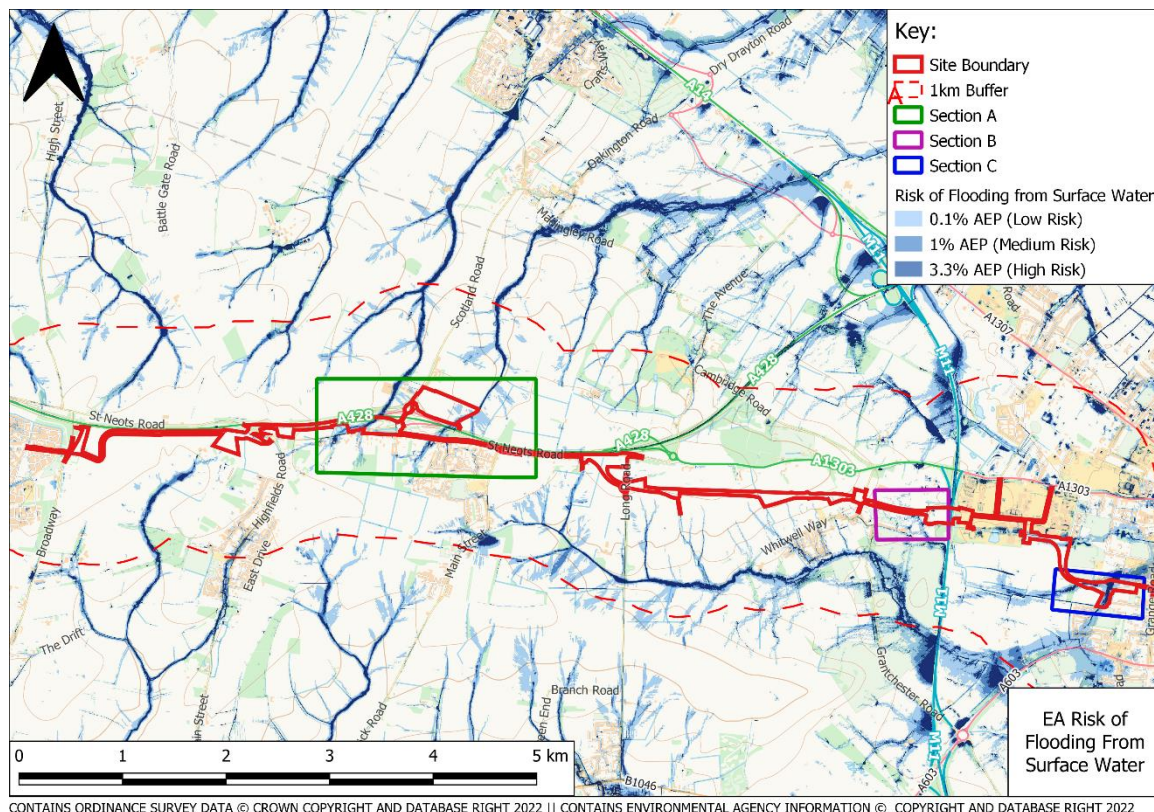 Key:
Site Boundary
A
1km Buffer
Section A
Section B
Section C
Risk of Flooding from Surface Water
0.1% AEP (Low Risk)
1% AEP (Medium Risk)
3.3% AEP (High Risk)
High Street
Battle Gate Road
Crafts Way
Dry Drayton Road
A14
Oakington Road
Madingley Road
Scotland Road
The Avenue
M11
Road
A1307
M11
Cambridge Road
A428
St Neots Road
A428
St Neots Road
A428
A1303
A1303
Long Road
Highfields Road
Broadway
East Drive
Main Street
Whitwell Way
M11
The Drift
Grantchester Road
A603
Branch Road
M11
A603
B1046
0
1
2
3
4
5 km
EA Risk of
Flooding From
Surface Water
CONTAINS ORDINANCE SURVEY DATA © CROWN COPYRIGHT AND DATABASE RIGHT 2022 || CONTAINS ENVIRONMENTAL AGENCY INFORMATION © COPYRIGHT AND DATABASE RIGHT 2022